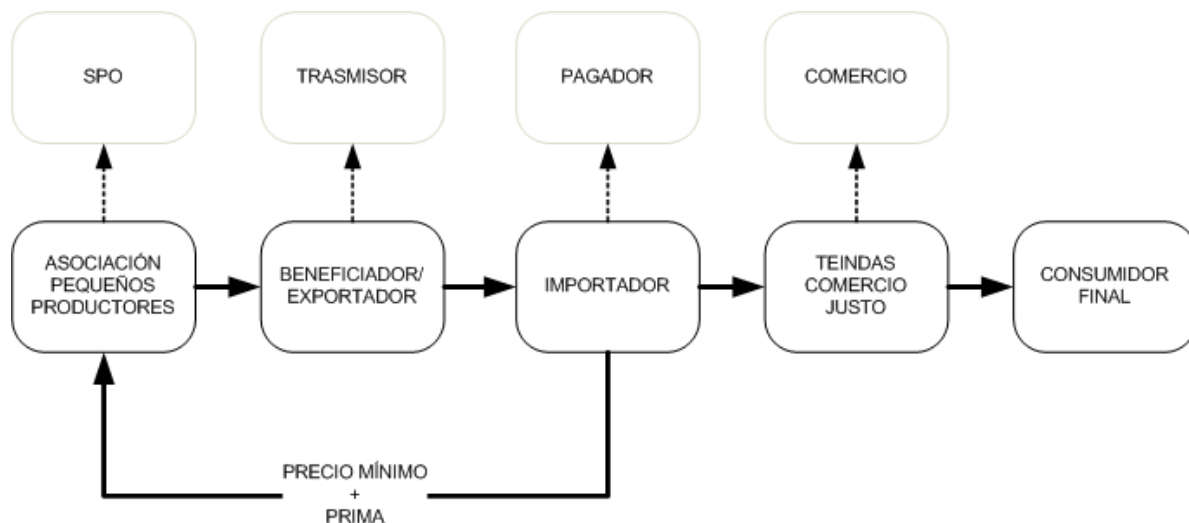 SPO
TRASMISOR
PAGADOR
COMERCIO
ASOCIACIÓN
PEQUEÑOS
PRODUCTORES
BENEFICIADOR/
EXPORTADOR
IMPORTADOR
TEINDAS
COMERCIO
JUSTO
CONSUMIDOR
FINAL
PRECIO MÍNIMO
+
PRIMA